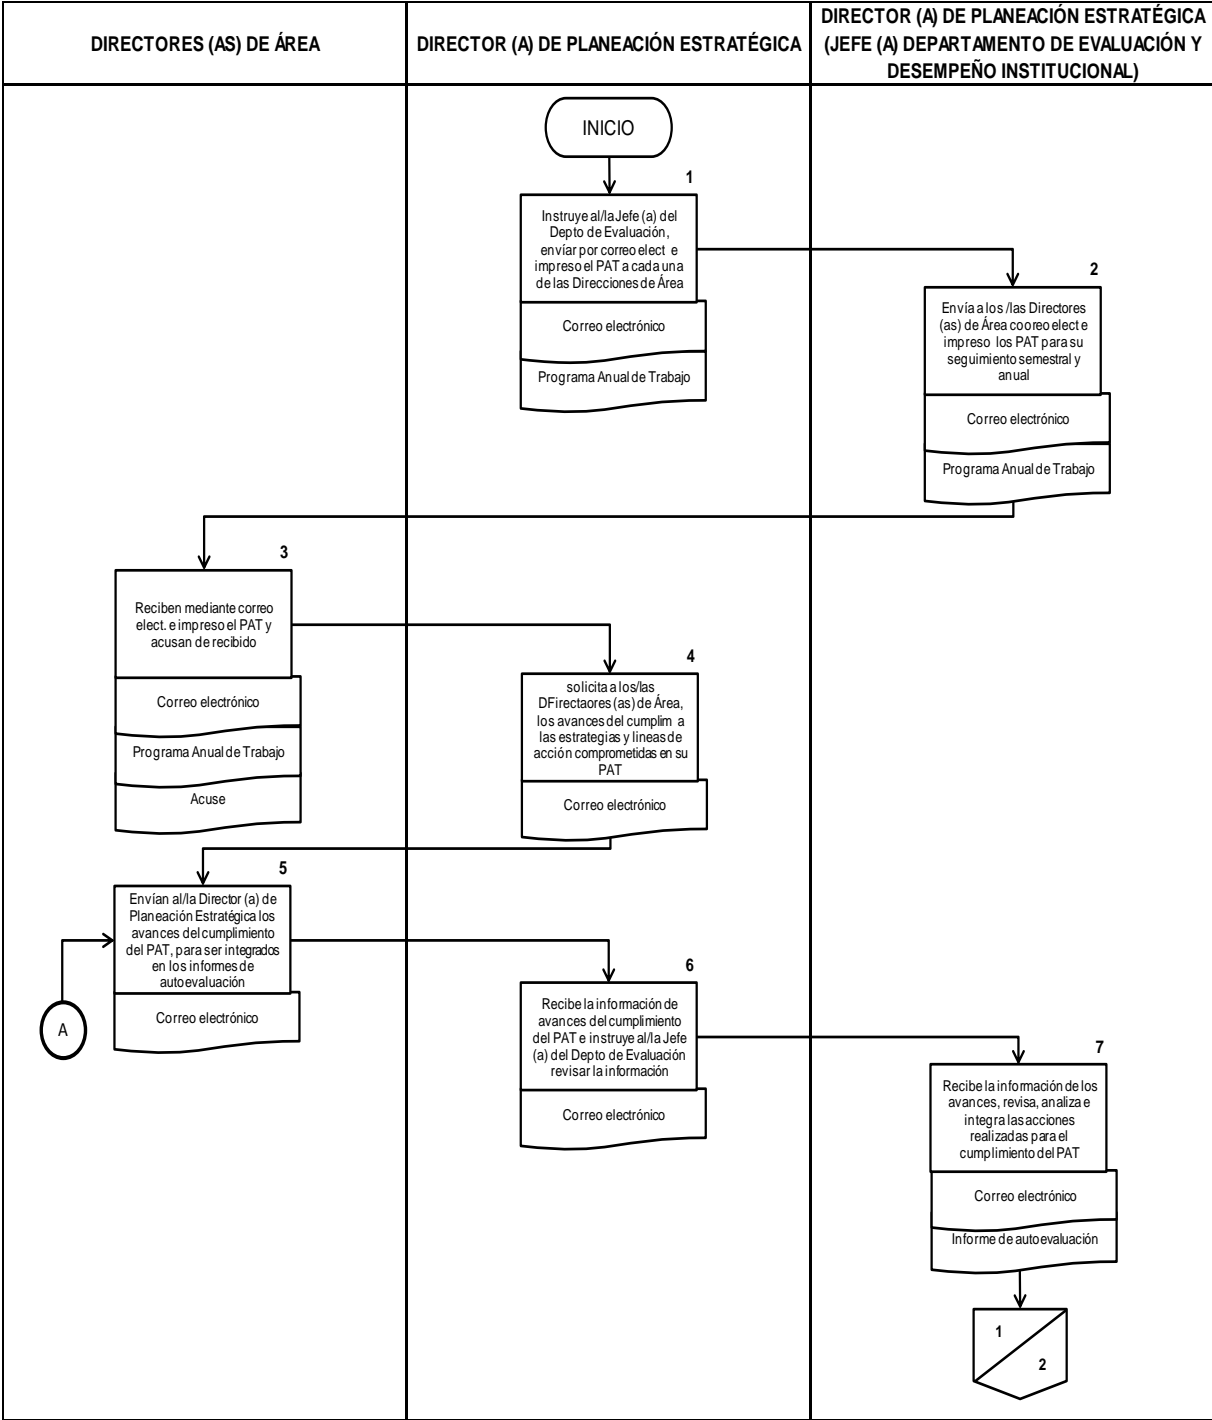 DIRECTORES (AS) DE ÁREA
DIRECTOR (A) DE PLANEACIÓN ESTRATÉGICA
DIRECTOR (A) DE PLANEACIÓN ESTRATÉGICA
(JEFE (A) DEPARTAMENTO DE EVALUACIÓN Y
DESEMPEÑO INSTITUCIONAL)
INICIO
1
Instruye al/la Jefe (a) del
Depto de Evaluación,
envíar por correo elect e
impreso el PAT a cada una
de las Direcciones de Área
Correo electrónico
Programa Anual de Trabajo
2
Envía a los /las Directores
(as) de Área cooreo elect e
impreso los PAT para su
seguimiento semestral y
anual
Correo electrónico
Programa Anual de Trabajo
3
Reciben mediante correo
elect. e impreso el PAT y
acusan de recibido
Correo electrónico
Programa Anual de Trabajo
Acuse
4
solicita a los/las
DFirectaores (as) de Área,
los avances del cumplim a
las estrategias y lineas de
acción comprometidas en su
PAT
Correo electrónico
5
Envían al/la Director (a) de
Planeación Estratégica los
avances del cumplimiento
del PAT, para ser integrados
en los informes de
autoevaluación
Correo electrónico
A
6
Recibe la información de
avances del cumplimiento
del PAT e instruye al/la Jefe
(a) del Depto de Evaluación
revisar la información
Correo electrónico
7
Recibe la información de los
avances, revisa, analiza e
integra las acciones
realizadas para el
cumplimiento del PAT
Correo electrónico
Informe de autoevaluación
1
2